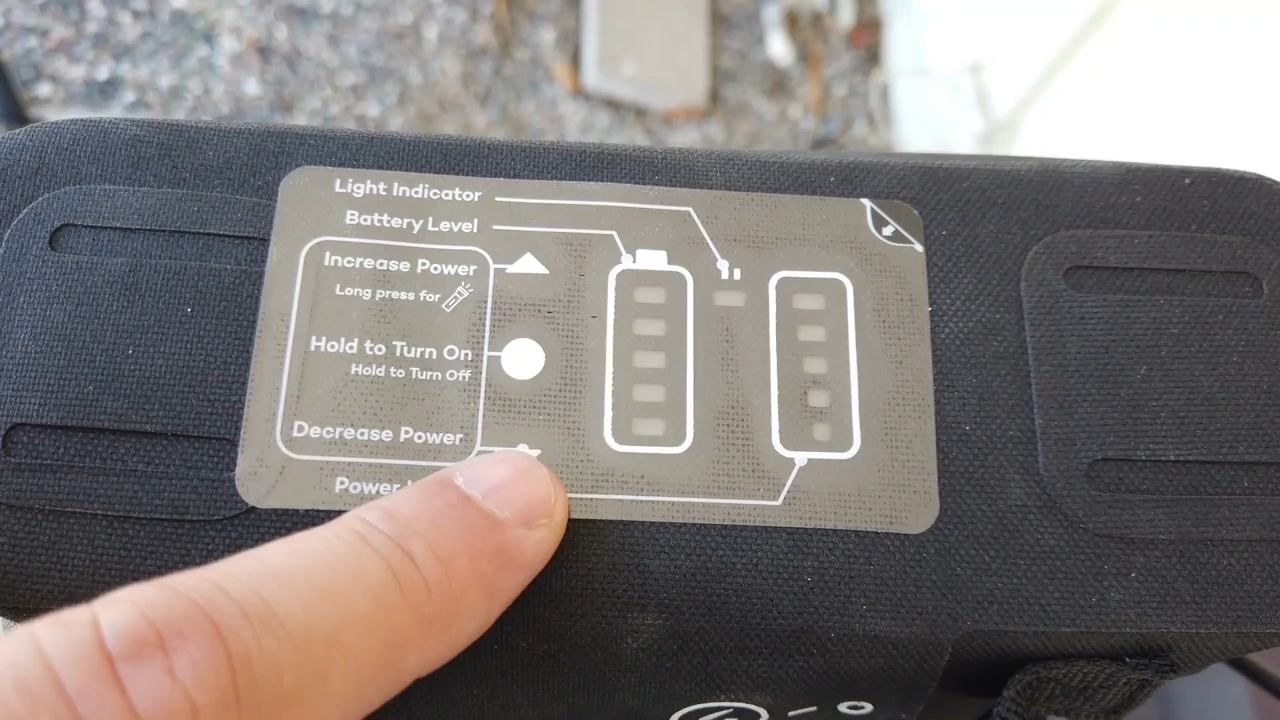 Light Indicator
Battery Level
Increase Power
Long press for
Hold to Turn On
Hold to Turn Off
Decrease Power
Power